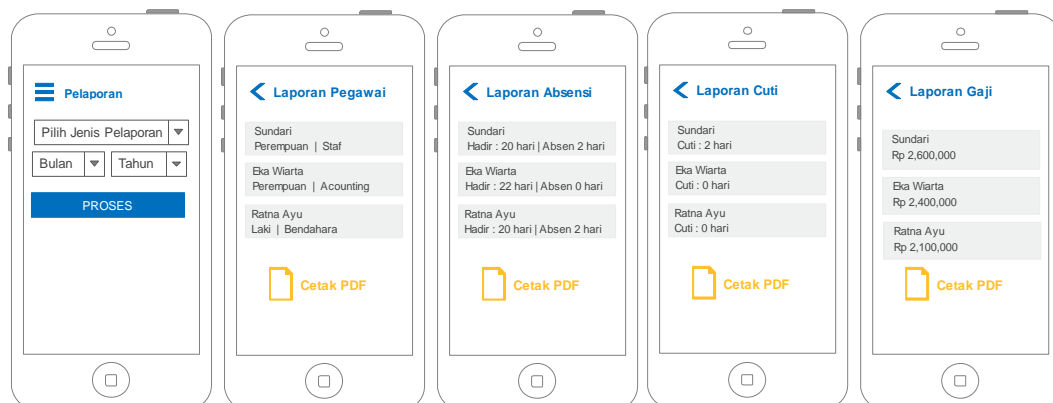 Pelaporan
Pilih Jenis Pelaporan
Bulan
Tahun
PROSES
Laporan Pegawai
Sundari
Perempuan | Staf
Eka Wiarta
Perempuan | Acounting
Ratna Ayu
Laki | Bendahara
Cetak PDF
Laporan Absensi
Sundari
Hadir : 20 hari | Absen 2 hari
Eka Wiarta
Hadir : 22 hari | Absen 0 hari
Ratna Ayu
Hadir : 20 hari | Absen 2 hari
Cetak PDF
Laporan Cuti
Sundari
Cuti : 2 hari
Eka Wiarta
Cuti : 0 hari
Ratna Ayu
Cuti : 0 hari
Cetak PDF
Laporan Gaji
Sundari
Rp 2,600,000
Eka Wiarta
Rp 2,400,000
Ratna Ayu
Rp 2,100,000
Cetak PDF